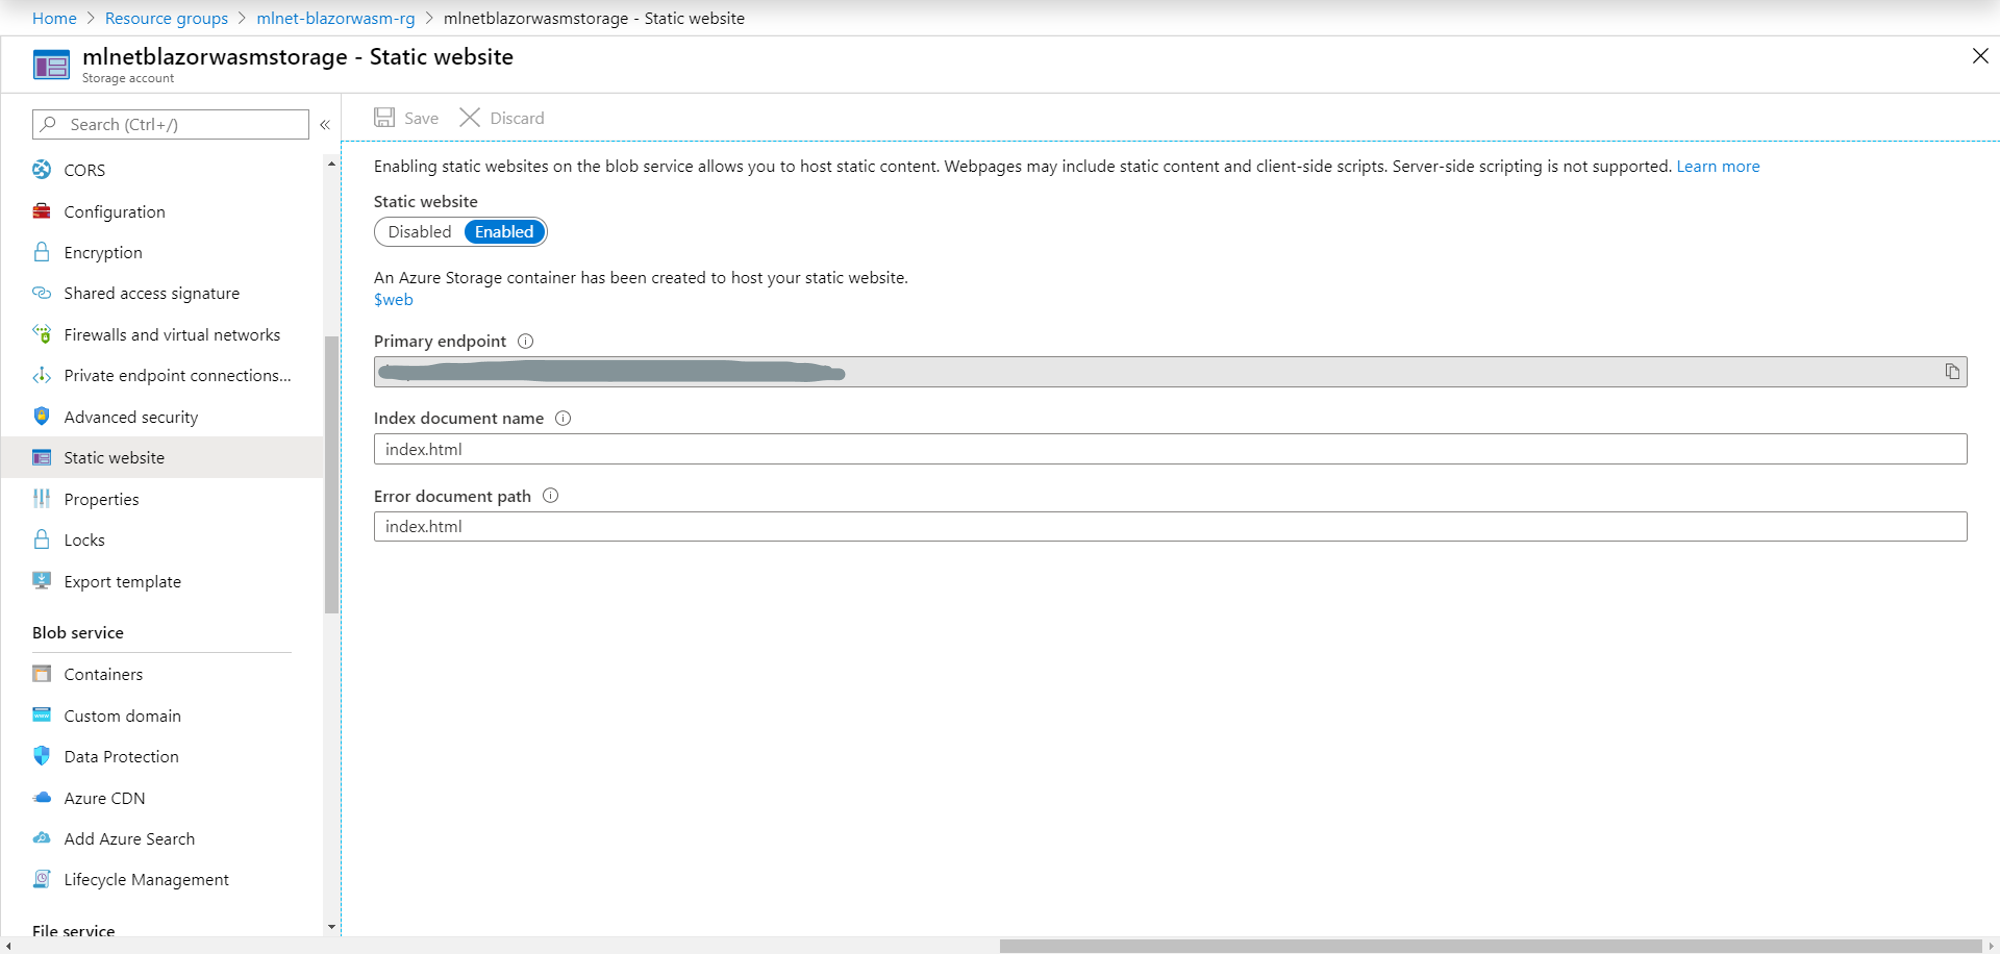 Home > Resource groups > mlnet-blazorwasm-rg > mlnetblazorwasmstorage - Static website
mlnetblazorwasmstorage - Static website
Storage account
Search (Ctrl+/)
«
CORS
Configuration
Encryption
Shared access signature
Firewalls and virtual networks
Private endpoint connections...
Advanced security
Static website
Properties
Locks
Export template
Blob service
Containers
Custom domain
Data Protection
Azure CDN
Add Azure Search
Lifecycle Management
File service
Save Discard
Enabling static websites on the blob service allows you to host static content. Webpages may include static content and client-side scripts. Server-side scripting is not supported. Learn more
Static website
Disabled Enabled
An Azure Storage container has been created to host your static website.
$web
Primary endpoint
Index document name
index.html
Error document path
index.html